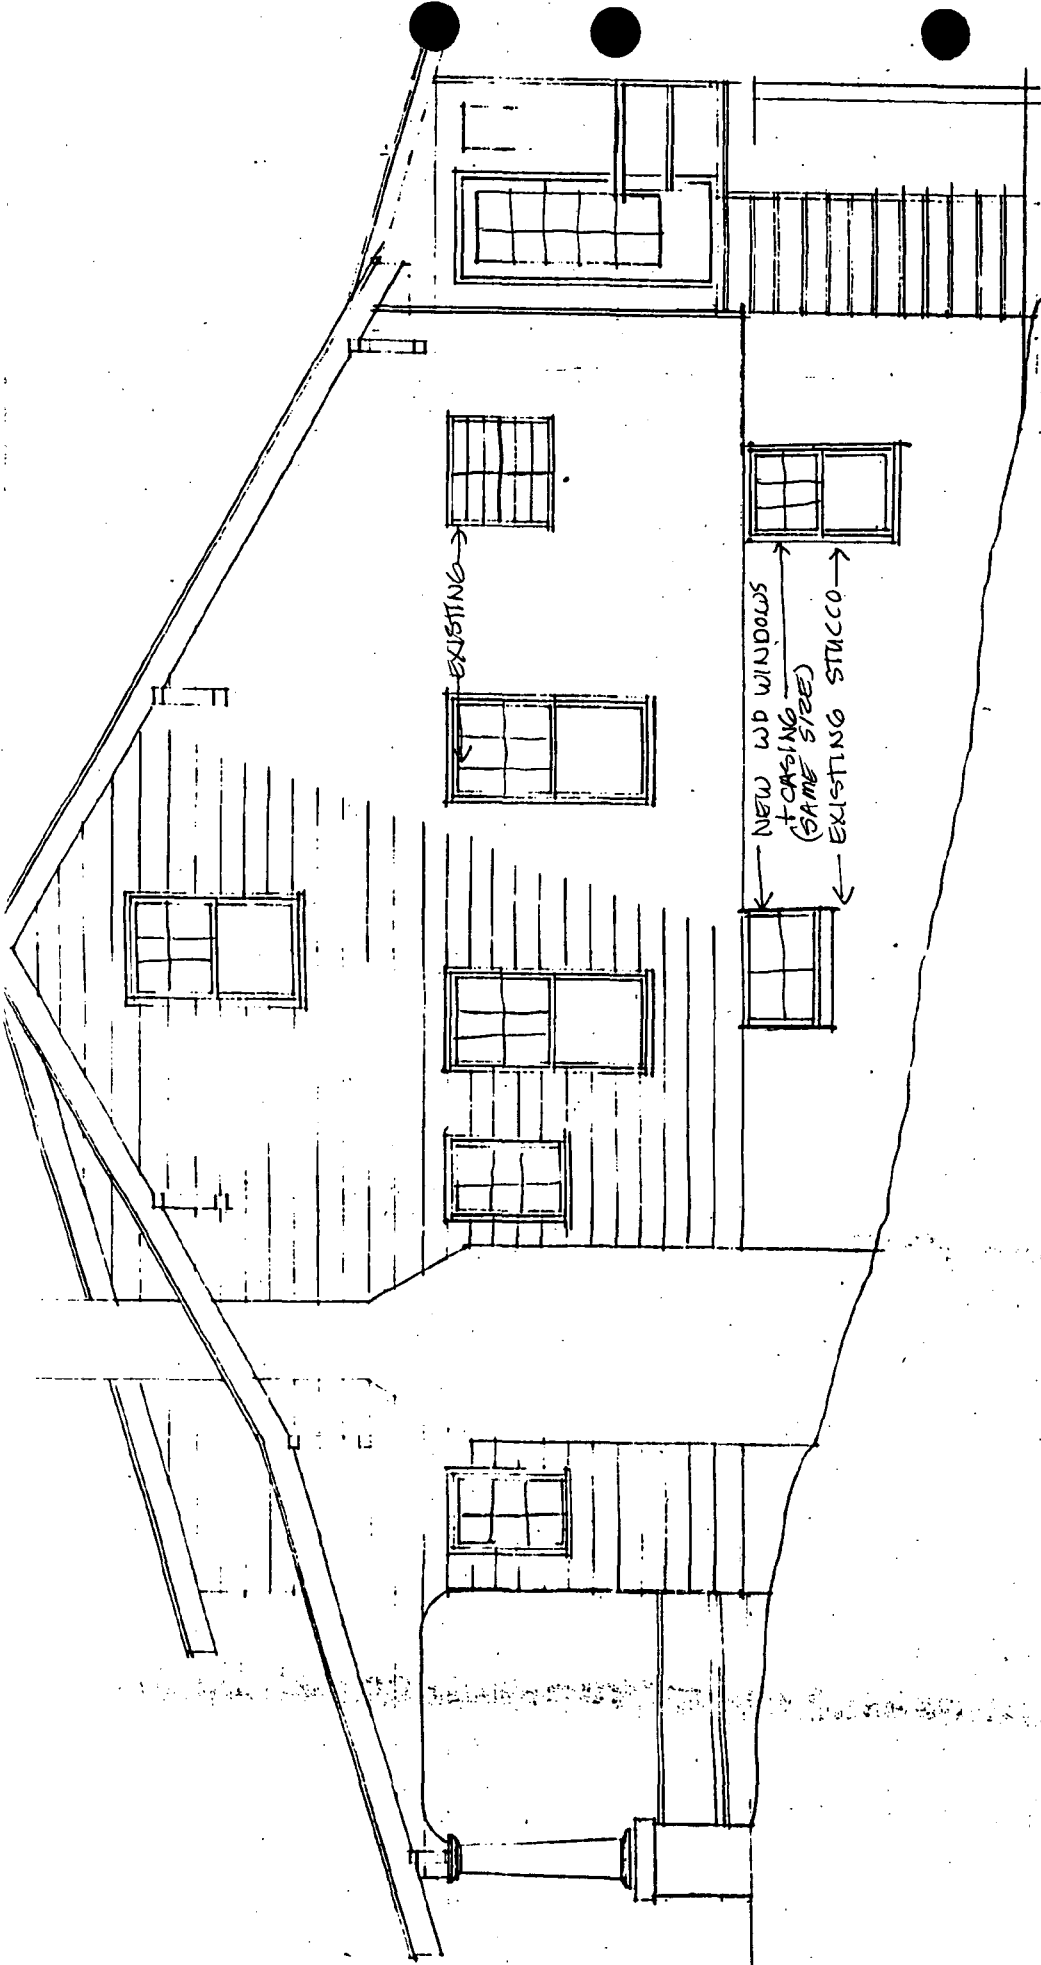 EXISTING
NEW WD WINDOWS
+ CASING
(SAME SIZE)
EXISTING STUCCO